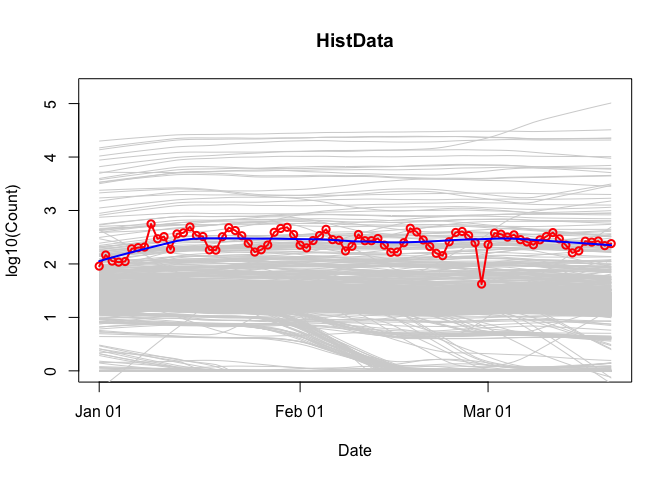 HistData
log10(Count)
5
4
3
2
1
0
Jan 01
Feb 01
Mar 01
Date